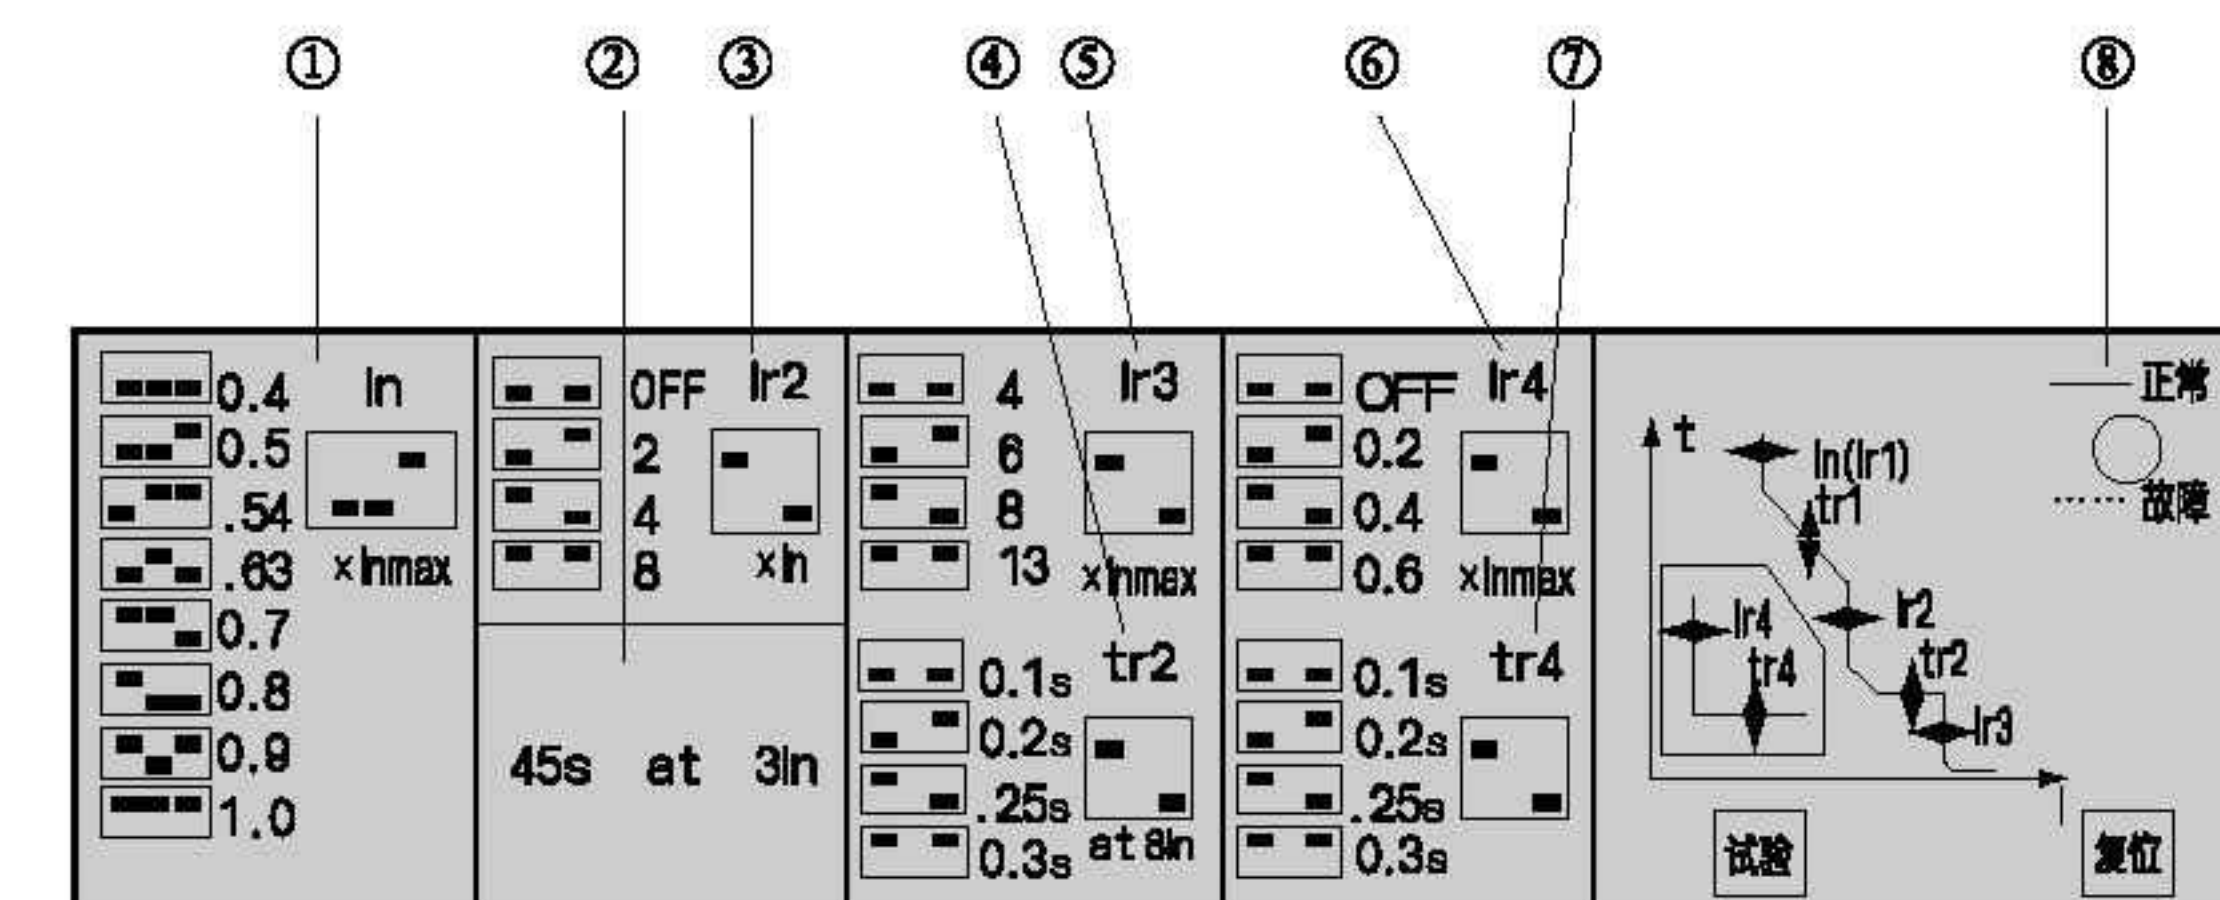 ① ② ③ ④ ⑤ ⑥ ⑦ ⑧
0.4 In
0.5
.54
.63 ×Inmax
0.7
0.8
0.9
1.0
OFF Ir2
2
4
8 ×In
45s at 3In
4 Ir3
6
8
13 ×Inmax
0.1s tr2
0.2s
.25s
0.3s at 8In
OFF Ir4
0.2
0.4
0.6 ×Inmax
0.1s tr4
0.2s
.25s
0.3s
正常
故障
t
In(Ir1)
tr1
Ir2
Ir4
tr4
tr2
Ir3
I
试验 复位